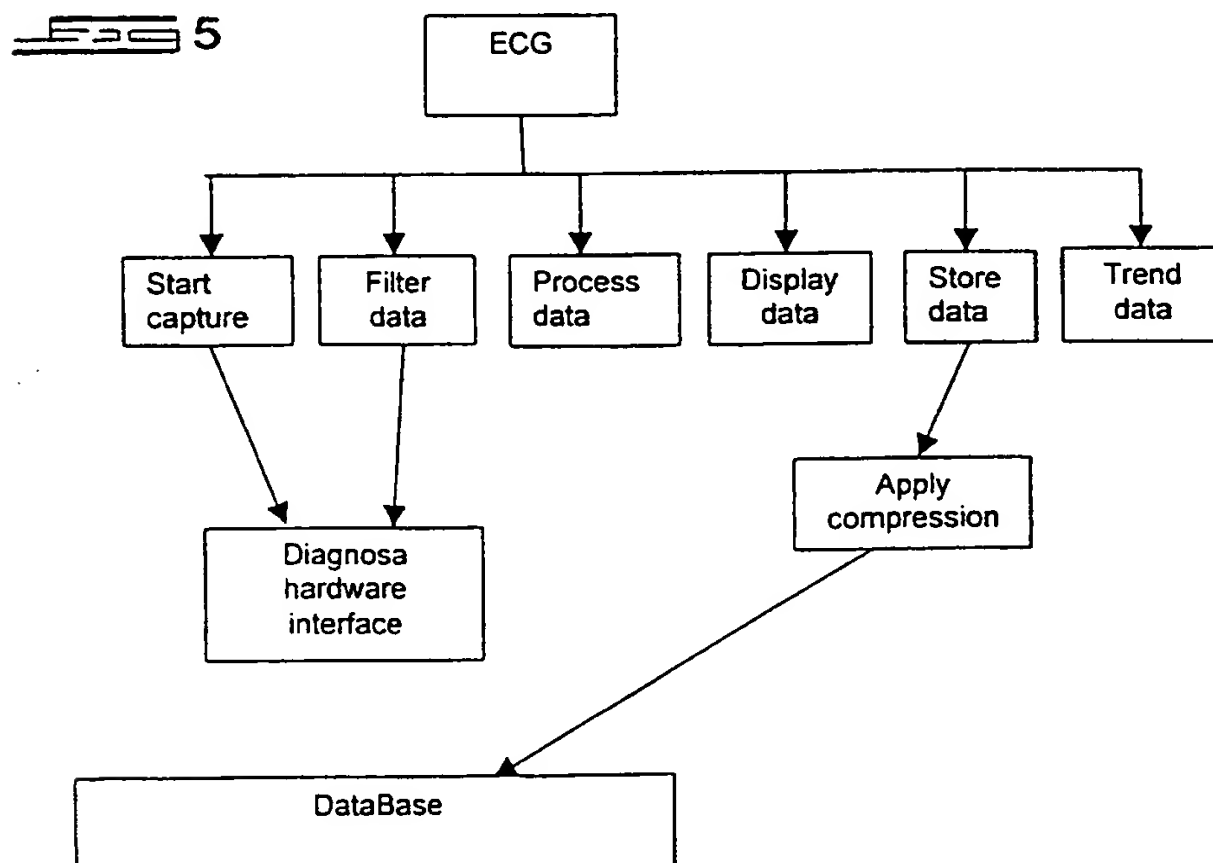 5
ECG
Start
capture
Filter
data
Process
data
Display
data
Store
data
Trend
data
Apply
compression
Diagnosa
hardware
interface
DataBase